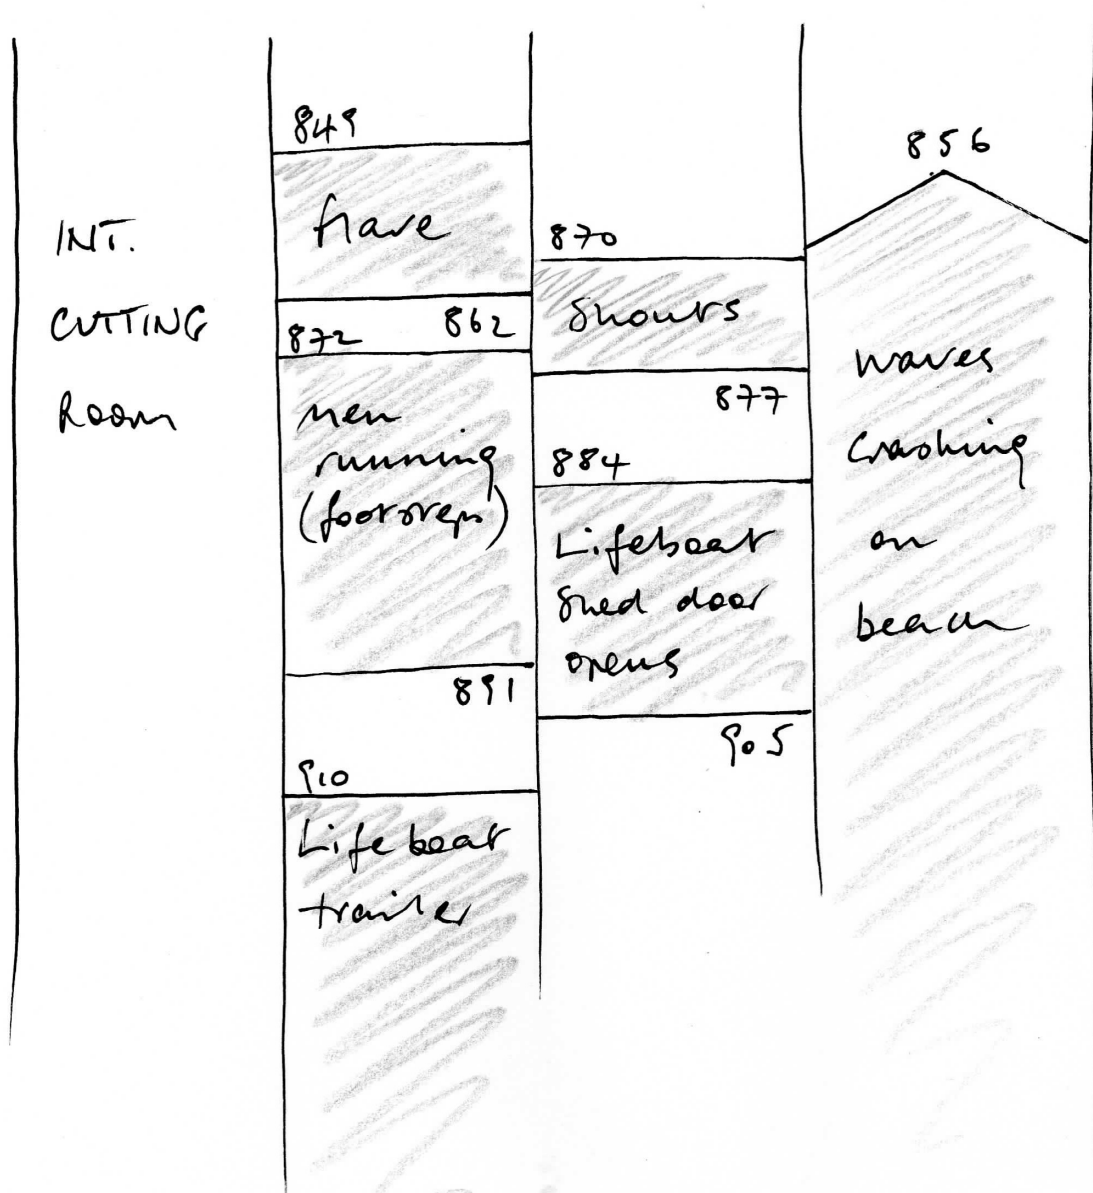 INT.
CUTTING
ROOM
849
flare
862
872
men
running
(footsteps)
891
910
Lifeboat
trailer
870
Shouts
877
884
Lifeboat
shed door
opens
905
856
waves
crashing
on
beach